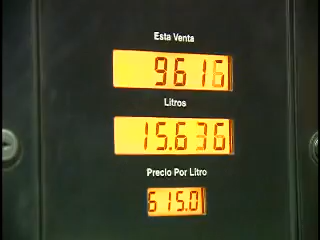 Esta Venta
9616
Litros
15.636
Precio Por Litro
615.0